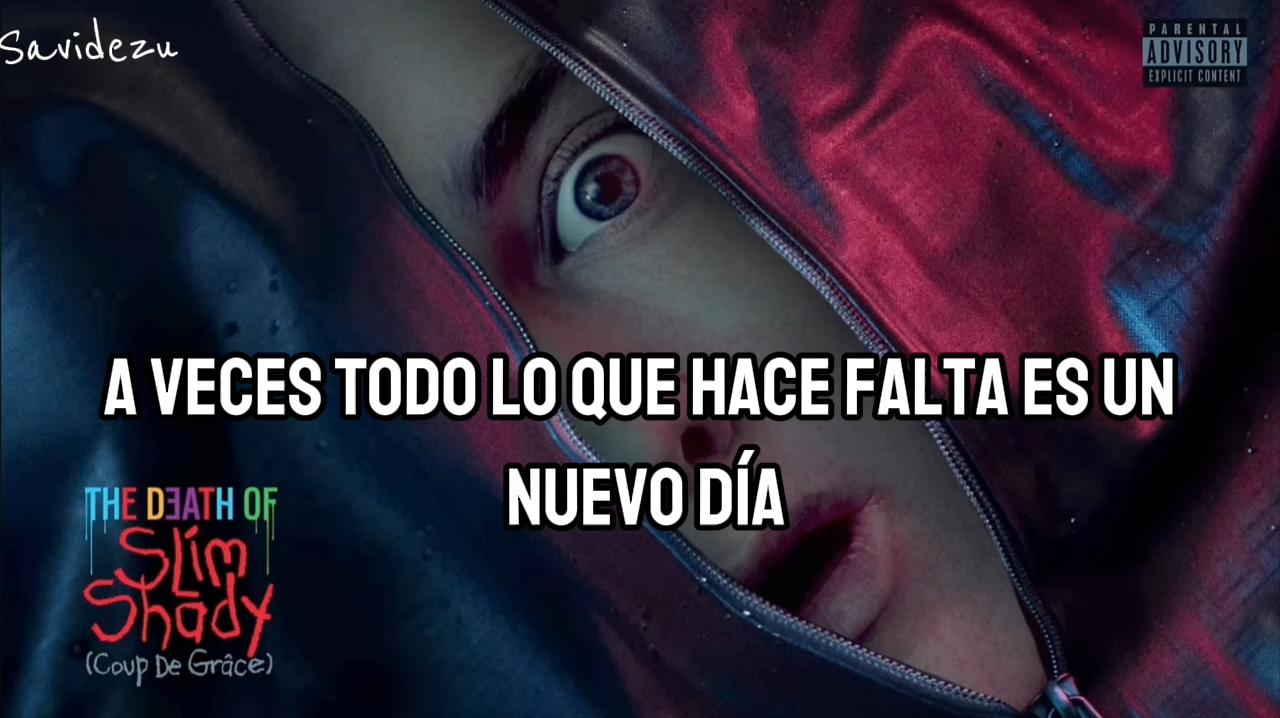 Savidezu
PARENTAL
ADVISORY
EXPLICIT CONTENT
A VECES TODO LO QUE HACE FALTA ES UN
NUEVO DÍA
THE DƎATH OF
Slim
Shady
(Coup De Grâce)